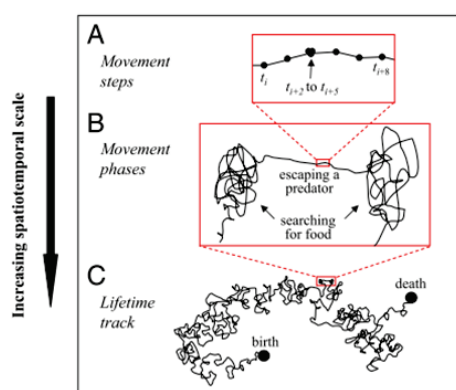 Increasing spatiotemporal scale
A
Movement
steps
t_i
t_{i+2} to t_{i+5}
t_{i+8}
B
Movement
phases
escaping a
predator
searching
for food
C
Lifetime
track
birth
death